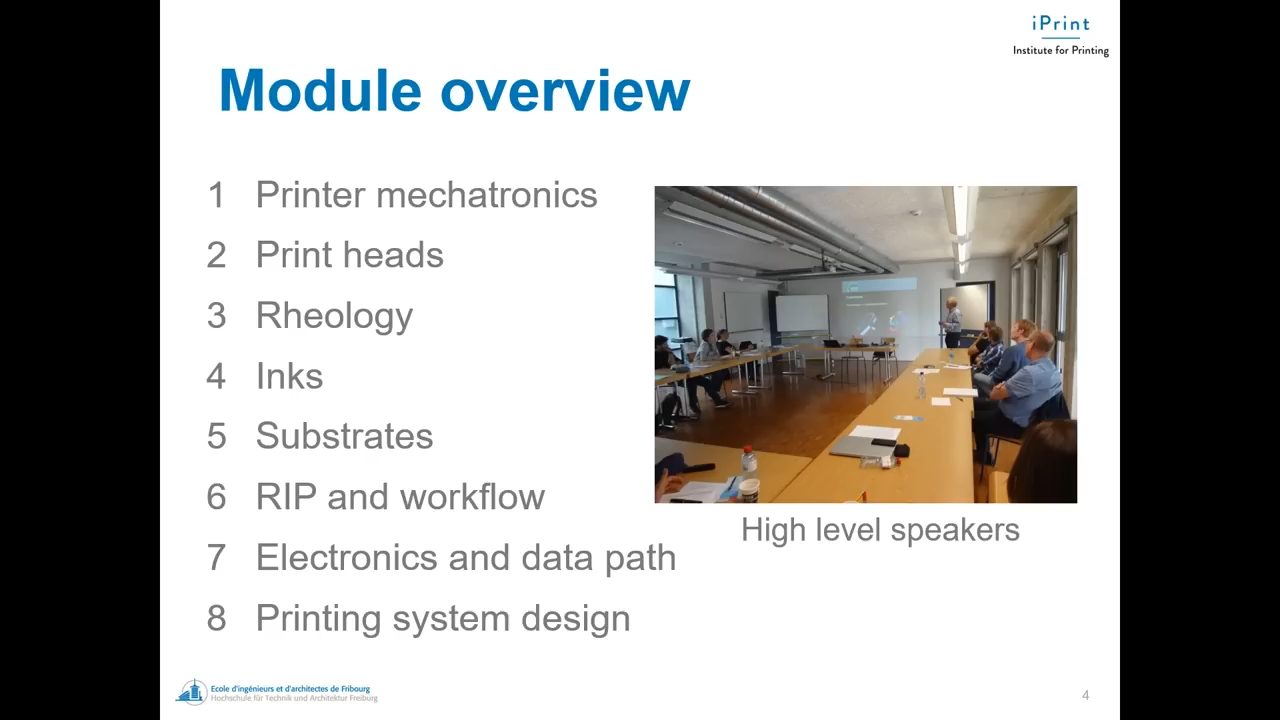 iPrint
Institute for Printing
Module overview
1 Printer mechatronics
2 Print heads
3 Rheology
4 Inks
5 Substrates
6 RIP and workflow
7 Electronics and data path
8 Printing system design
High level speakers
Ecole d'ingénieurs et d'architectes de Fribourg
Hochschule für Technik und Architektur Freiburg
4